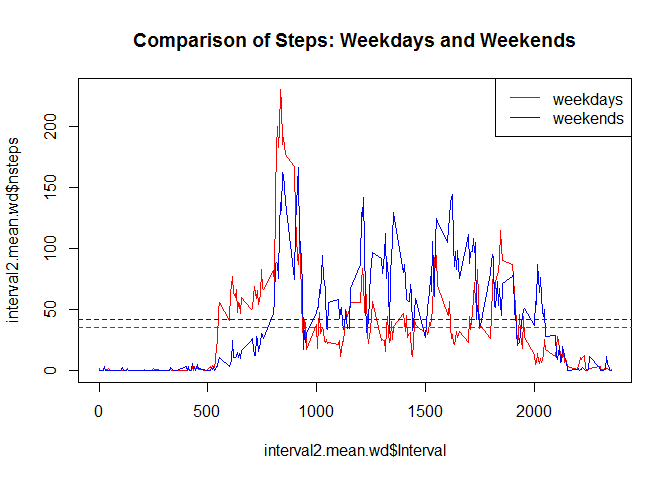 Comparison of Steps: Weekdays and Weekends
interval2.mean.wd$nsteps
200
150
100
50
0
weekdays
weekends
0
500
1000
1500
2000
interval2.mean.wd$Interval